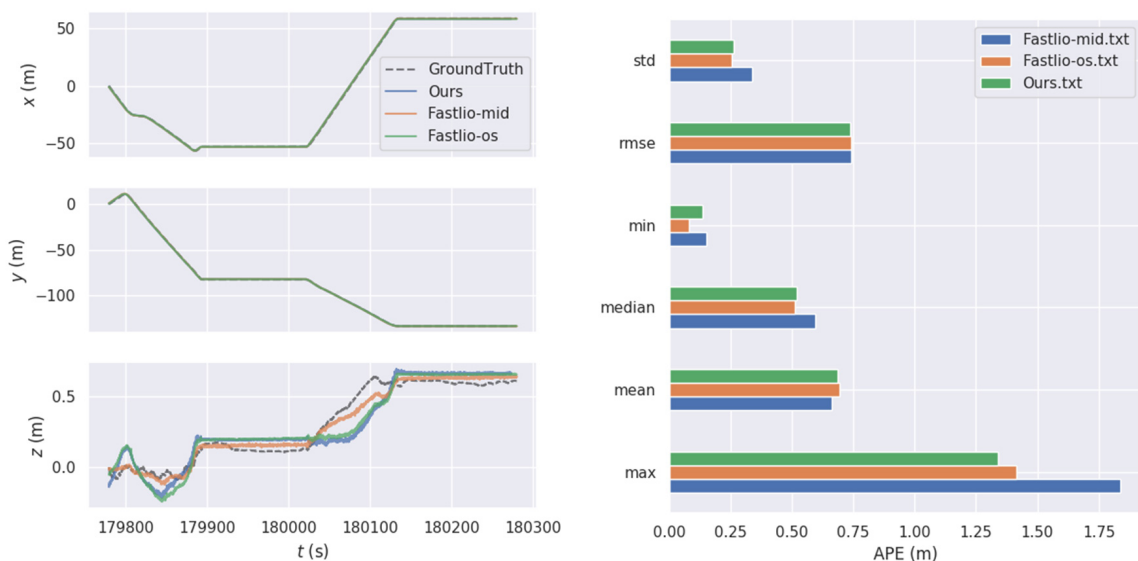 50
0
−50
x (m)
GroundTruth
Ours
Fastlio-mid
Fastlio-os
0
−50
−100
y (m)
0.5
0.0
z (m)
179800 179900 180000 180100 180200 180300
t (s)
std
rmse
min
median
mean
max
Fastlio-mid.txt
Fastlio-os.txt
Ours.txt
0.00 0.25 0.50 0.75 1.00 1.25 1.50 1.75
APE (m)